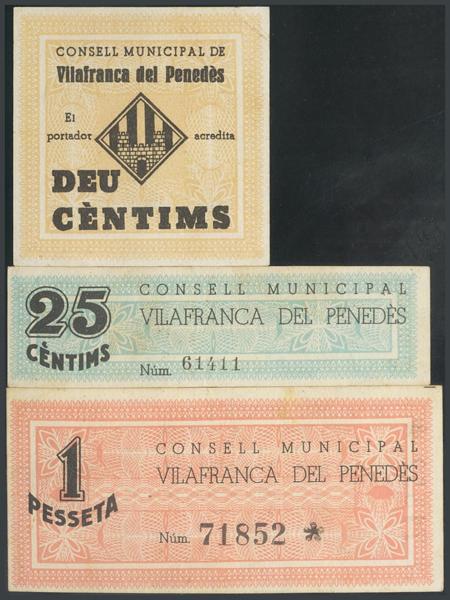 CONSELL MUNICIPAL DE
Vilafranca del Penedès
El
portador acredita
DEU
CÈNTIMS
25
CÈNTIMS
CONSELL MUNICIPAL
VILAFRANCA DEL PENEDÈS
Núm. 61411
1
PESSETA
CONSELL MUNICIPAL
VILAFRANCA DEL PENEDÈS
Núm. 71852 *